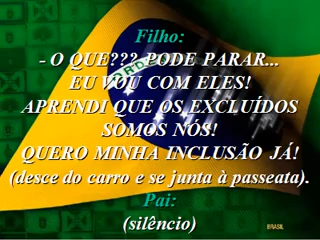 Filho:
- O QUE??? PODE PARAR...
EU VOU COM ELES!
APRENDI QUE OS EXCLUÍDOS
SOMOS NÓS!
QUERO MINHA INCLUSÃO JÁ!
(desce do carro e se junta à passeata).
Pai:
(silêncio)
BRASIL